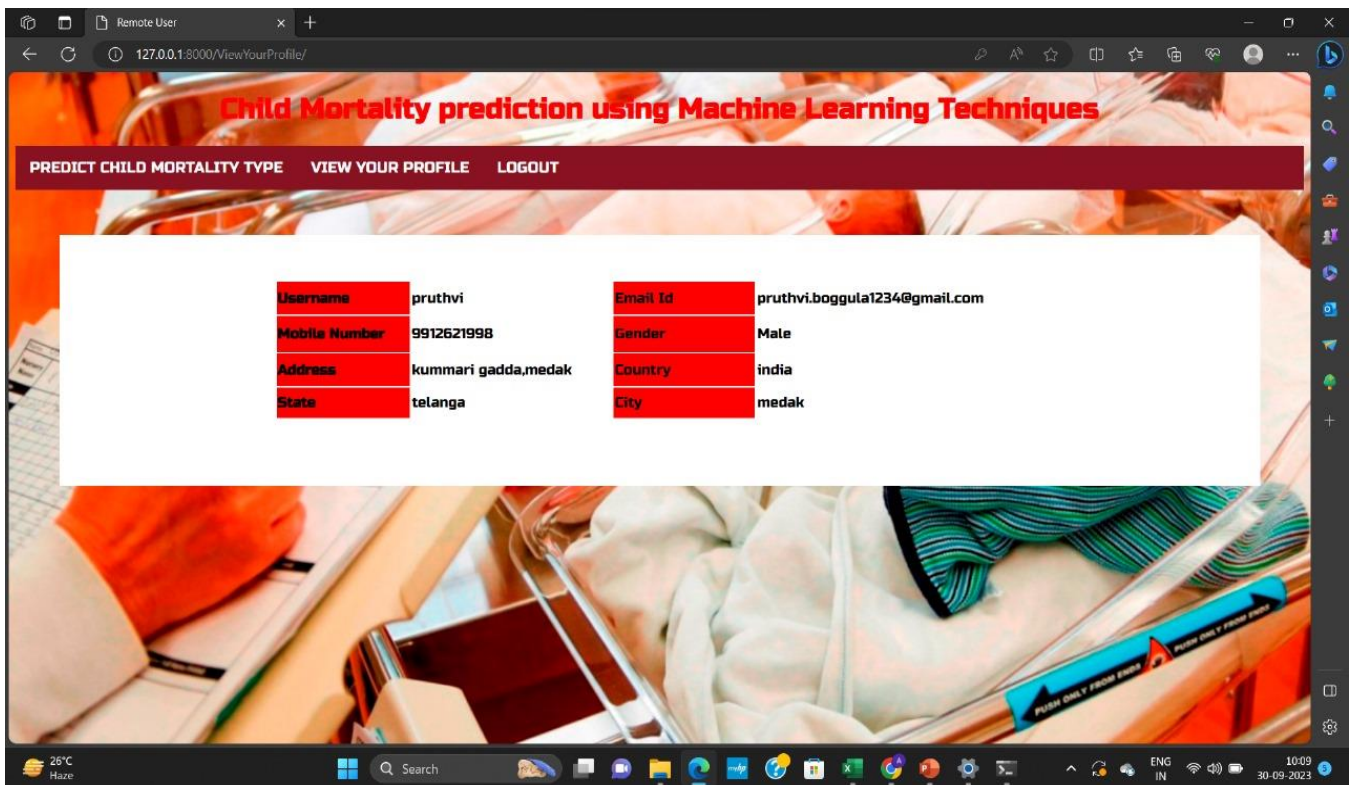 Remote User
127.0.0.1:8000/ViewYourProfile/
Child Mortality prediction using Machine Learning Techniques
PREDICT CHILD MORTALITY TYPE VIEW YOUR PROFILE LOGOUT
Username pruthvi Email Id pruthvi.boggula1234@gmail.com
Mobile Number 9912621998 Gender Male
Address kummari gadda,medak Country india
State telanga City medak
PUSH ONLY FROM ENDS PUSH ONLY FROM ENDS
26°C
Haze
Search
ENG
IN
10:09
30-09-2023
5